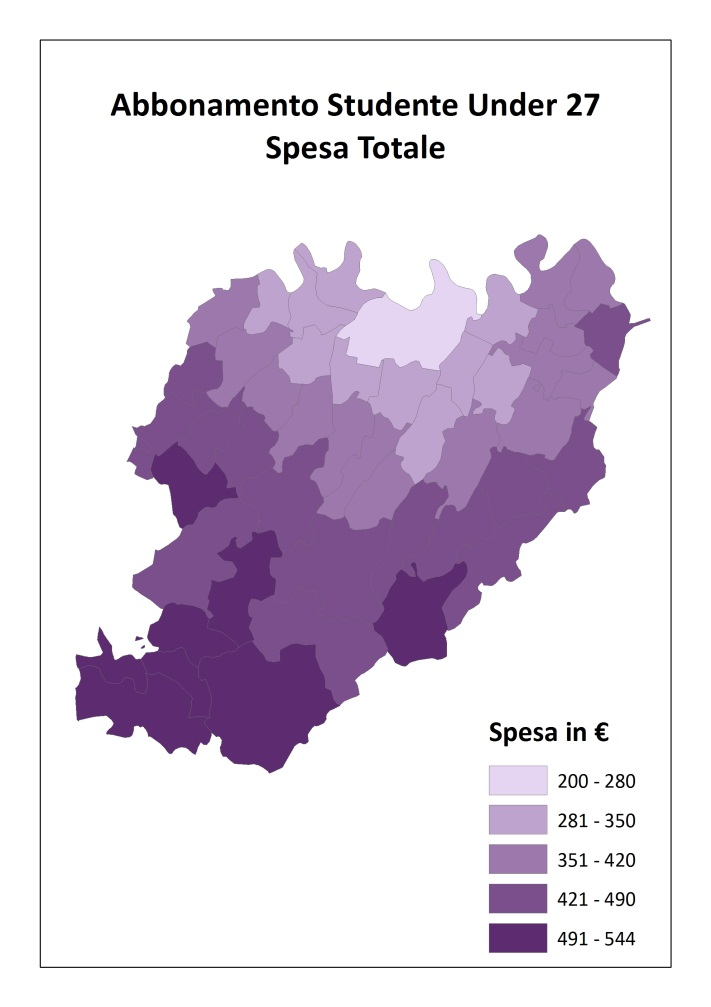 Abbonamento Studente Under 27
Spesa Totale
Spesa in €
200 - 280
281 - 350
351 - 420
421 - 490
491 - 544